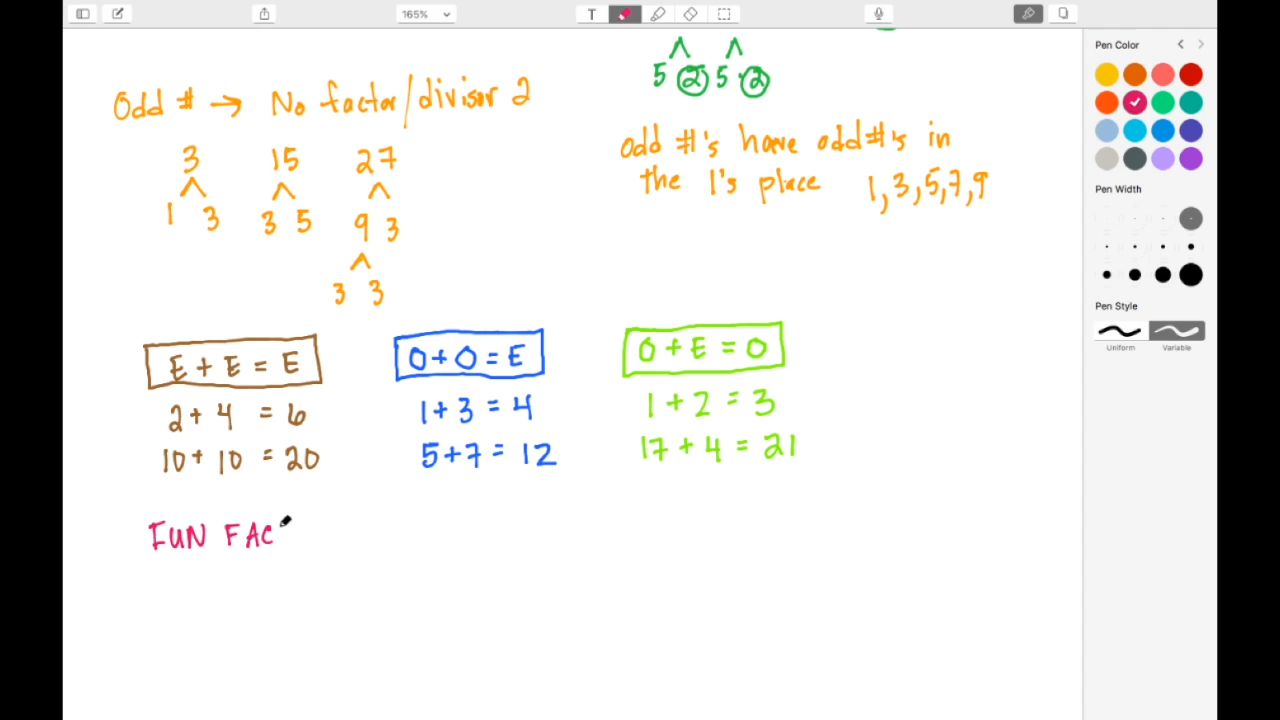 165%
T
Pen Color
5 2 5 2
Odd # → No factor/divisor 2
Odd #'s have odd #'s in
the 1's place 1, 3, 5, 7, 9
3 15 27
1 3 3 5 9 3
3 3
Pen Width
Pen Style
Uniform Variable
E + E = E
2 + 4 = 6
10 + 10 = 20
O + O = E
1 + 3 = 4
5 + 7 = 12
O + E = O
1 + 2 = 3
17 + 4 = 21
FUN FAC